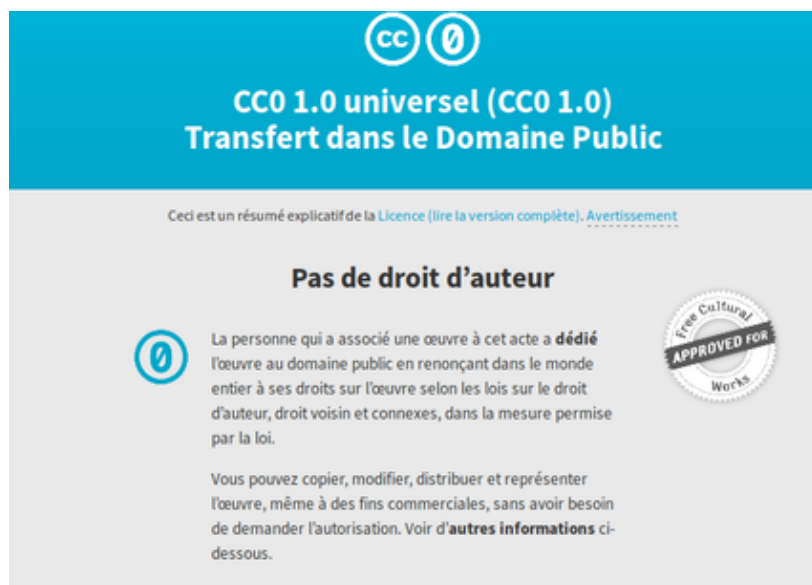 cc 0
CC0 1.0 universel (CC0 1.0)
Transfert dans le Domaine Public
Ceci est un résumé explicatif de la Licence (lire la version complète). Avertissement
Pas de droit d’auteur
Free Cultural
APPROVED FOR
Works
0
La personne qui a associé une œuvre à cet acte a dédié
l’œuvre au domaine public en renonçant dans le monde
entier à ses droits sur l’œuvre selon les lois sur le droit
d’auteur, droit voisin et connexes, dans la mesure permise
par la loi.
Vous pouvez copier, modifier, distribuer et représenter
l’œuvre, même à des fins commerciales, sans avoir besoin
de demander l’autorisation. Voir d’autres informations ci-
dessous.